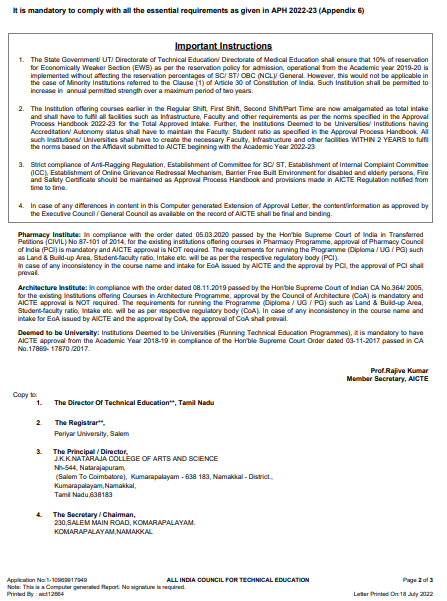 It is mandatory to comply with all the essential requirements as given in APH 2022-23 (Appendix 6)
Important Instructions
1. The State Government/ UT/ Directorate of Technical Education/ Directorate of Medical Education shall ensure that 10% of reservation
for Economically Weaker Section (EWS) as per the reservation policy for admission, operational from the Academic year 2019-20 is
implemented without affecting the reservation percentages of SC/ ST/ OBC (NCL)/ General. However, this would not be applicable
in the case of Minority Institutions referred to the Clause (1) of Article 30 of Constitution of India. Such Institution shall be permitted to
increase in annual permitted strength over a maximum period of two years.
2. The Institution offering courses earlier in the Regular Shift, First Shift, Second Shift/Part Time are now amalgamated as total intake
and shall have to fulfil all facilities such as Infrastructure, Faculty and other requirements as per the norms specified in the Approval
Process Handbook 2022-23 for the Total Approved Intake. Further, the Institutions Deemed to be Universities/ Institutions having
Accreditation/ Autonomy status shall have to maintain the Faculty: Student ratio as specified in the Approval Process Handbook. All
such Institutions/ Universities shall have to create the necessary Faculty, Infrastructure and other facilities WITHIN 2 YEARS to fulfil
the norms based on the Affidavit submitted to AICTE beginning with the Academic Year 2022-23
3. Strict compliance of Anti-Ragging Regulation, Establishment of Committee for SC/ ST, Establishment of Internal Complaint Committee
(ICC), Establishment of Online Grievance Redressal Mechanism, Barrier Free Built Environment for disabled and elderly persons, Fire
and Safety Certificate should be maintained as Approval Process Handbook and provisions made in AICTE Regulation notified from
time to time.
4. In case of any differences in content in this Computer generated Extension of Approval Letter, the content/information as approved by
the Executive Council / General Council as available on the record of AICTE shall be final and binding.
Pharmacy Institute: In compliance with the order dated 05.03.2020 passed by the Hon'ble Supreme Court of India in Transferred
Petitions (CIVIL) No 87-101 of 2014, for the existing institutions offering courses in Pharmacy Programme, approval of Pharmacy Council
of India (PCI) is mandatory and AICTE approval is NOT required. The requirements for running the Programme (Diploma / UG / PG) such
as Land & Build-up Area, Student-faculty ratio, Intake etc. will be as per the respective regulatory body (PCI).
In case of any inconsistency in the course name and intake for EoA issued by AICTE and the approval by PCI, the approval of PCI shall
prevail.
Architecture Institute: In compliance with the order dated 08.11.2019 passed by the Hon'ble Supreme Court of Indian CA No.364/ 2005,
for the existing Institutions offering Courses in Architecture Programme, approval by the Council of Architecture (CoA) is mandatory and
AICTE approval is NOT required. The requirements for running the Programme (Diploma / UG / PG) such as Land & Build-up Area,
Student-faculty ratio, Intake etc. will be as per respective regulatory body (CoA). In case of any inconsistency in the course name and
intake for EoA issued by AICTE and the approval by CoA, the approval of CoA shall prevail.
Deemed to be University: Institutions Deemed to be Universities (Running Technical Education Programmes), it is mandatory to have
AICTE approval from the Academic Year 2018-19 in compliance of the Hon'ble Supreme Court Order dated 03-11-2017 passed in CA
No.17869- 17870 /2017.
Prof.Rajive Kumar
Member Secretary, AICTE
Copy to:
1. The Director Of Technical Education**, Tamil Nadu
2. The Registrar**,
Periyar University, Salem
3. The Principal / Director,
J.K.K.NATARAJA COLLEGE OF ARTS AND SCIENCE
Nh-544, Natarajapuram,
(Salem To Coimbatore), Kumarapalayam - 638 183, Namakkal - District.,
Kumarapalayam,Namakkal,
Tamil Nadu,638183
4. The Secretary / Chairman,
230,SALEM MAIN ROAD, KOMARAPALAYAM.
KOMARAPALAYAM,NAMAKKAL
Application No:1-10969917949 ALL INDIA COUNCIL FOR TECHNICAL EDUCATION Page 2 of 3
Note: This is a Computer generated Report. No signature is required.
Printed By : aict12864 Letter Printed On:18 July 2022